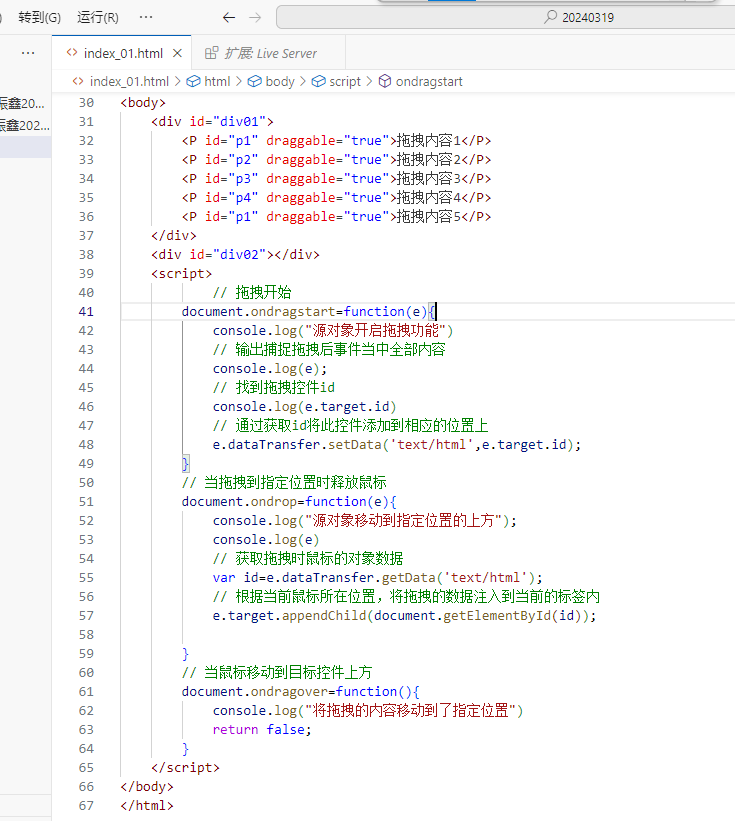 转到(G) 运行(R) ··· 20240319
··· index_01.html 扩展: Live Server
index_01.html > html > body > script > ondragstart
振鑫20...
振鑫202...
30 <body>
31 <div id="div01">
32 <P id="p1" draggable="true">拖拽内容1</P>
33 <P id="p2" draggable="true">拖拽内容2</P>
34 <P id="p3" draggable="true">拖拽内容3</P>
35 <P id="p4" draggable="true">拖拽内容4</P>
36 <P id="p1" draggable="true">拖拽内容5</P>
37 </div>
38 <div id="div02"></div>
39 <script>
40 // 拖拽开始
41 document.ondragstart=function(e){
42 console.log("源对象开启拖拽功能")
43 // 输出捕捉拖拽后事件当中全部内容
44 console.log(e);
45 // 找到拖拽控件id
46 console.log(e.target.id)
47 // 通过获取id将此控件添加到相应的位置上
48 e.dataTransfer.setData('text/html',e.target.id);
49 }
50 // 当拖拽到指定位置时释放鼠标
51 document.ondrop=function(e){
52 console.log("源对象移动到指定位置的上方");
53 console.log(e)
54 // 获取拖拽时鼠标的对象数据
55 var id=e.dataTransfer.getData('text/html');
56 // 根据当前鼠标所在位置，将拖拽的数据注入到当前的标签内
57 e.target.appendChild(document.getElementById(id));
58
59 }
60 // 当鼠标移动到目标控件上方
61 document.ondragover=function(){
62 console.log("将拖拽的内容移动到了指定位置")
63 return false;
64 }
65 </script>
66 </body>
67 </html>